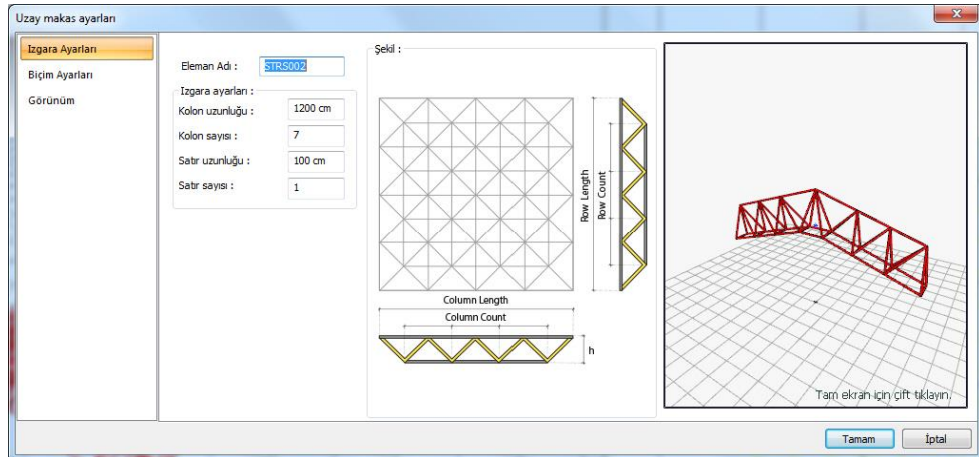 Uzay makas ayarları
Izgara Ayarları
Biçim Ayarları
Görünüm
Eleman Adı :
STRS002
Izgara ayarları :
Kolon uzunluğu :
1200 cm
Kolon sayısı :
7
Satır uzunluğu :
100 cm
Satır sayısı :
1
Şekil :
Row Length
Row Count
Column Length
Column Count
h
Tam ekran için çift tıklayın.
Tamam
İptal